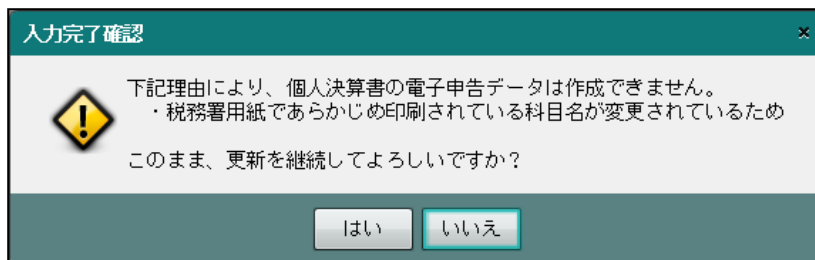 入力完了確認
×
下記理由により、個人決算書の電子申告データは作成できません。
・税務署用紙であらかじめ印刷されている科目名が変更されているため
このまま、更新を継続してよろしいですか？
はい
いいえ